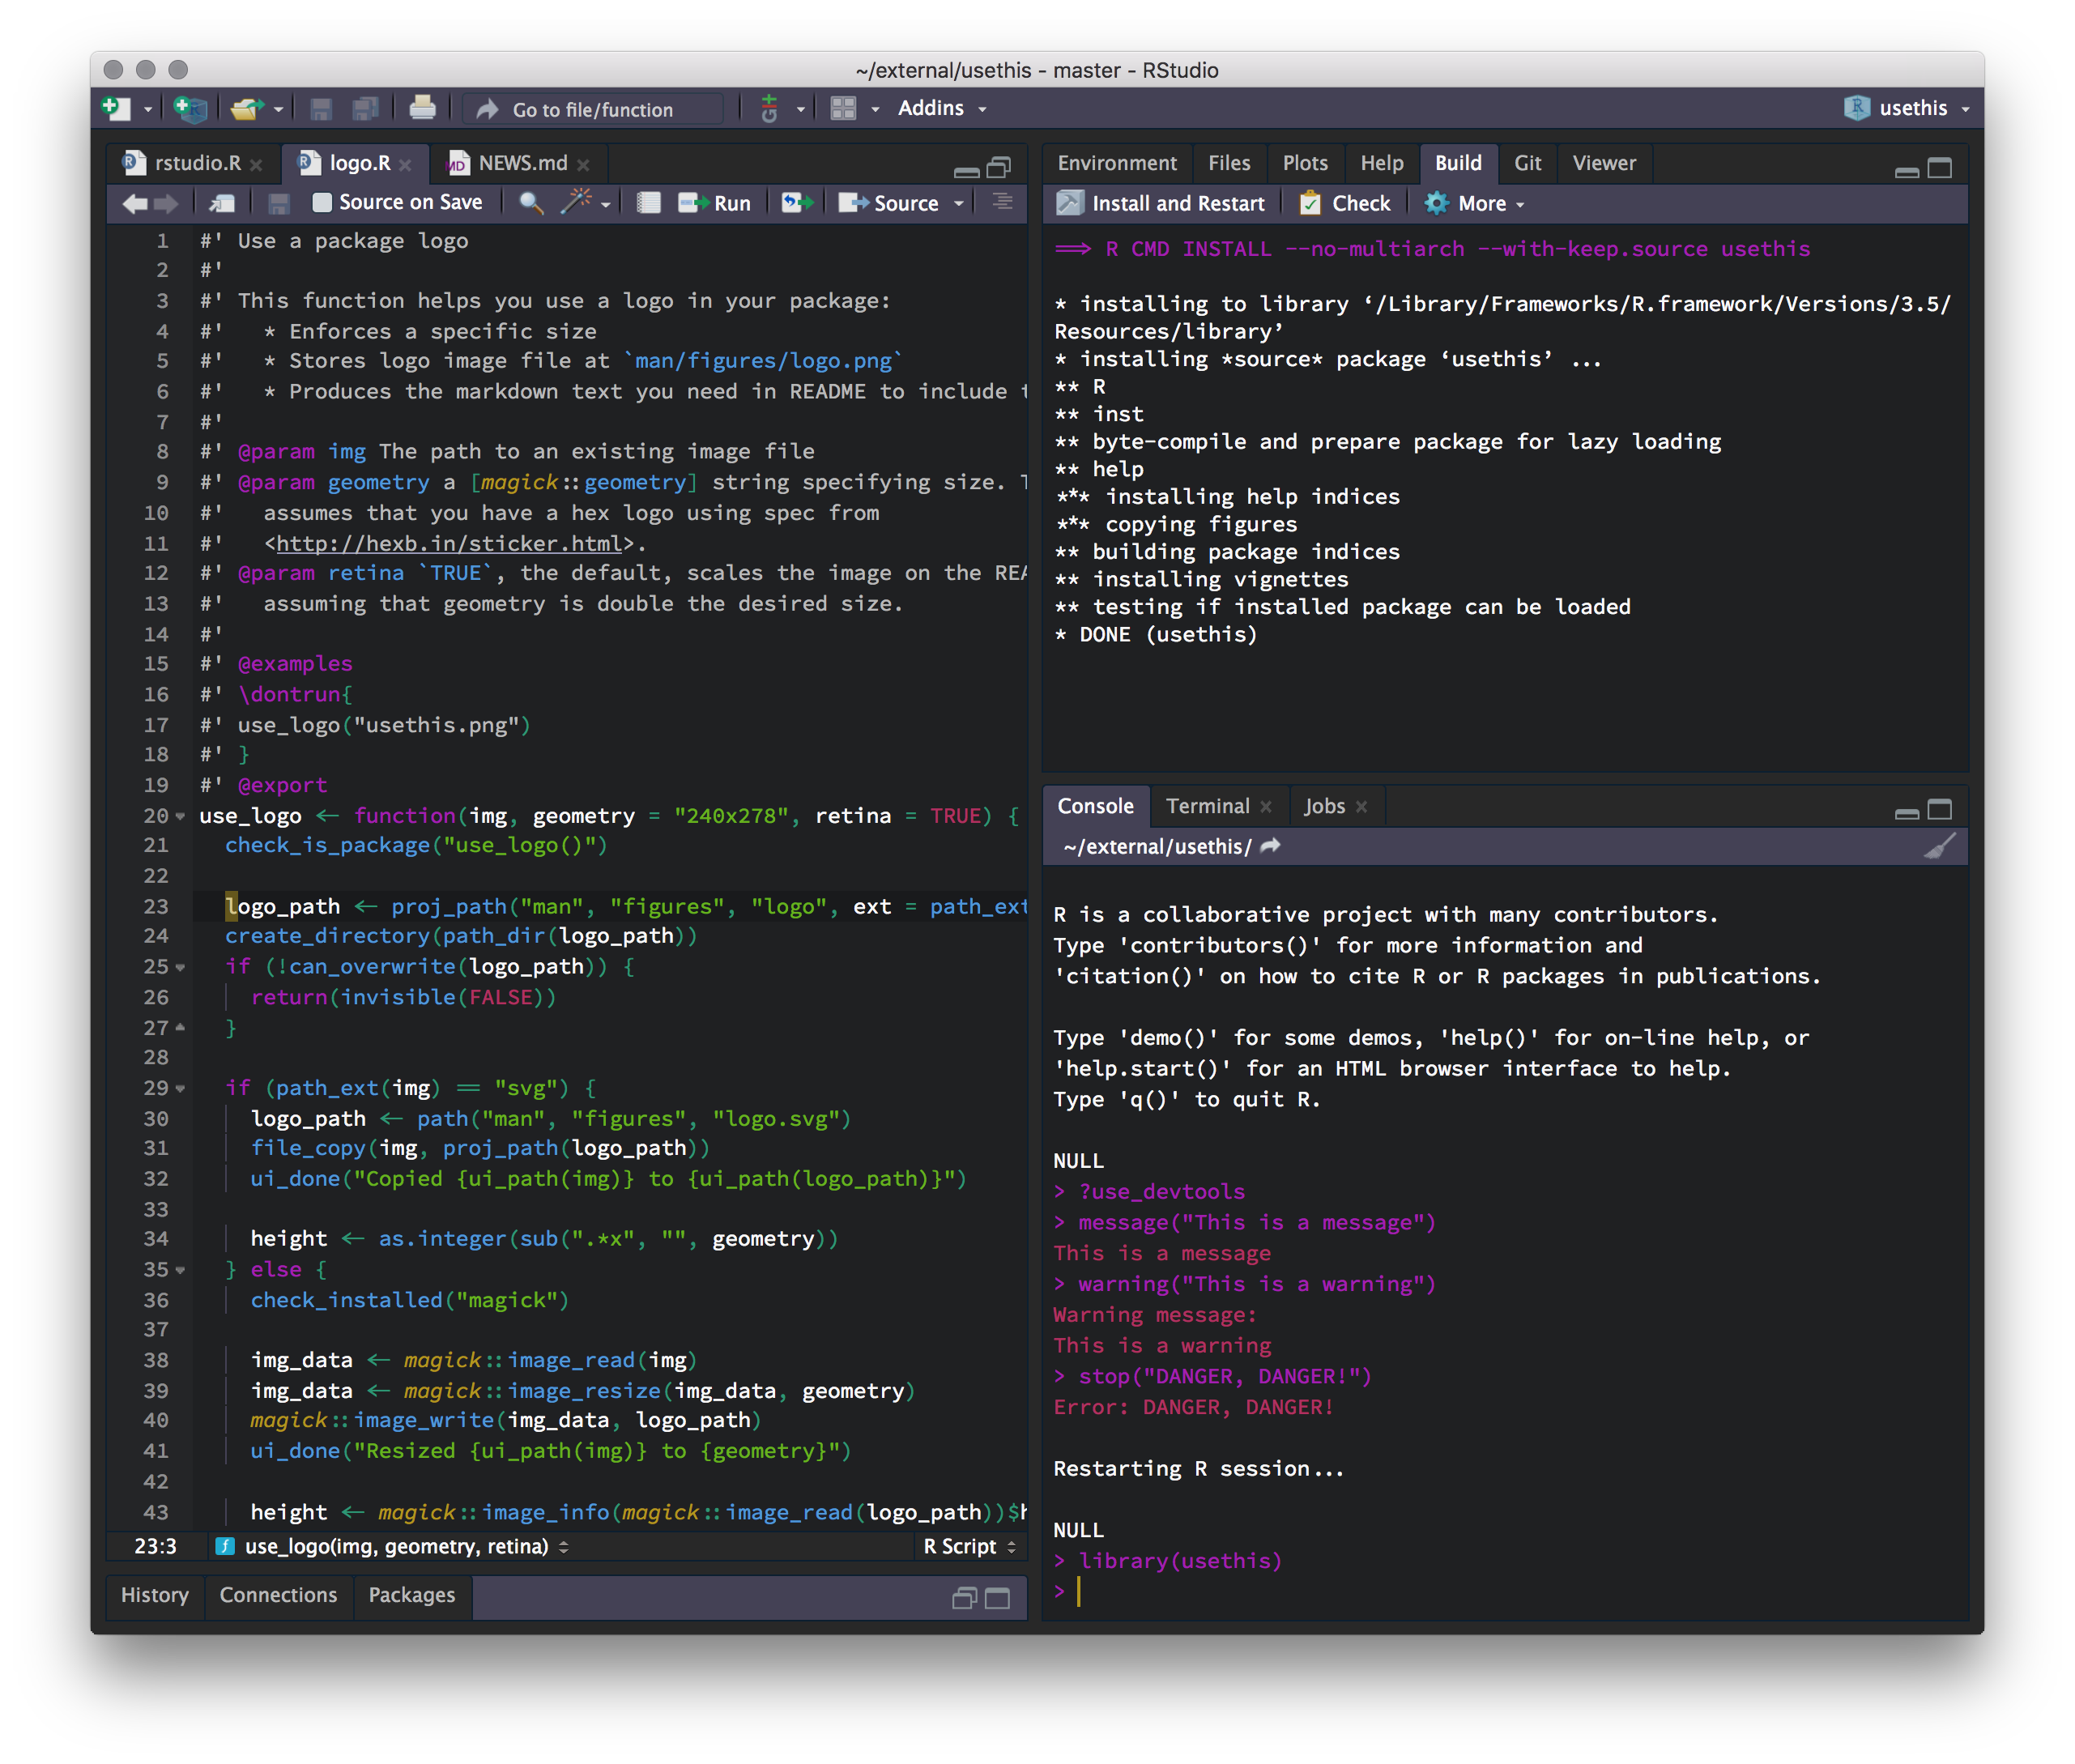 ~/external/usethis - master - RStudio
Go to file/function
Addins
usethis
rstudio.R
logo.R
NEWS.md
Source on Save
Run
Source
1 #' Use a package logo
2 #'
3 #' This function helps you use a logo in your package:
4 #'   * Enforces a specific size
5 #'   * Stores logo image file at `man/figures/logo.png`
6 #'   * Produces the markdown text you need in README to include
7 #'
8 #' @param img The path to an existing image file
9 #' @param geometry a [magick::geometry] string specifying size.
10 #'   assumes that you have a hex logo using spec from
11 #'   <http://hexb.in/sticker.html>.
12 #' @param retina `TRUE`, the default, scales the image on the REA
13 #'   assuming that geometry is double the desired size.
14 #'
15 #' @examples
16 #' \dontrun{
17 #' use_logo("usethis.png")
18 #' }
19 #' @export
20 use_logo <- function(img, geometry = "240x278", retina = TRUE) {
21   check_is_package("use_logo()")
22
23   logo_path <- proj_path("man", "figures", "logo", ext = path_ext
24   create_directory(path_dir(logo_path))
25   if (!can_overwrite(logo_path)) {
26     return(invisible(FALSE))
27   }
28
29   if (path_ext(img) == "svg") {
30     logo_path <- path("man", "figures", "logo.svg")
31     file_copy(img, proj_path(logo_path))
32     ui_done("Copied {ui_path(img)} to {ui_path(logo_path)}")
33
34     height <- as.integer(sub(".*x", "", geometry))
35   } else {
36     check_installed("magick")
37
38     img_data <- magick::image_read(img)
39     img_data <- magick::image_resize(img_data, geometry)
40     magick::image_write(img_data, logo_path)
41     ui_done("Resized {ui_path(img)} to {geometry}")
42
43     height <- magick::image_info(magick::image_read(logo_path))$h
23:3 use_logo(img, geometry, retina) R Script
History Connections Packages
Environment Files Plots Help Build Git Viewer
Install and Restart Check More
==> R CMD INSTALL --no-multiarch --with-keep.source usethis
* installing to library ‘/Library/Frameworks/R.framework/Versions/3.5/
Resources/library’
* installing *source* package ‘usethis’ ...
** R
** inst
** byte-compile and prepare package for lazy loading
** help
*** installing help indices
*** copying figures
** building package indices
** installing vignettes
** testing if installed package can be loaded
* DONE (usethis)
Console Terminal Jobs
~/external/usethis/
R is a collaborative project with many contributors.
Type 'contributors()' for more information and
'citation()' on how to cite R or R packages in publications.
Type 'demo()' for some demos, 'help()' for on-line help, or
'help.start()' for an HTML browser interface to help.
Type 'q()' to quit R.
NULL
> ?use_devtools
> message("This is a message")
This is a message
> warning("This is a warning")
Warning message:
This is a warning
> stop("DANGER, DANGER!")
Error: DANGER, DANGER!
Restarting R session...
NULL
> library(usethis)
>